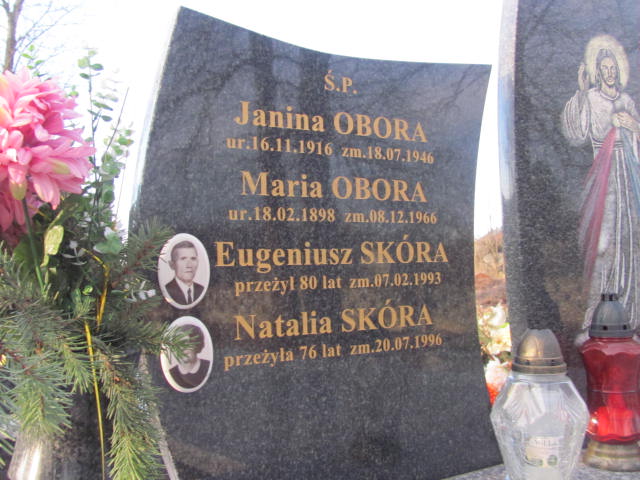 Ś.P.
Janina OBORA
ur.16.11.1916 zm.18.07.1946
Maria OBORA
ur.18.02.1898 zm.08.12.1966
Eugeniusz SKÓRA
przeżył 80 lat zm.07.02.1993
Natalia SKÓRA
przeżyła 76 lat zm.20.07.1996